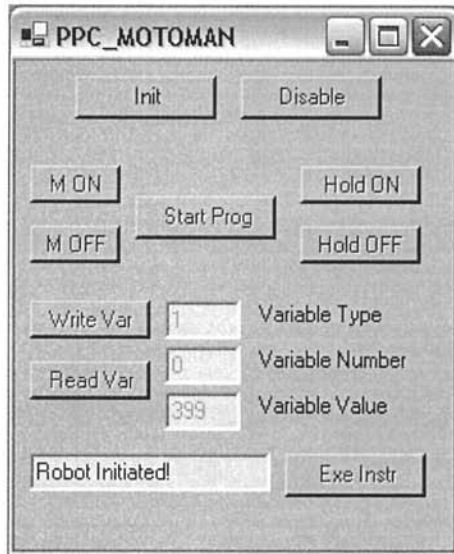 PPC_MOTOMAN
Init Disable
M ON Hold ON
Start Prog
M OFF Hold OFF
Write Var 1 Variable Type
Read Var 0 Variable Number
399 Variable Value
Robot Initiated! Exe Instr